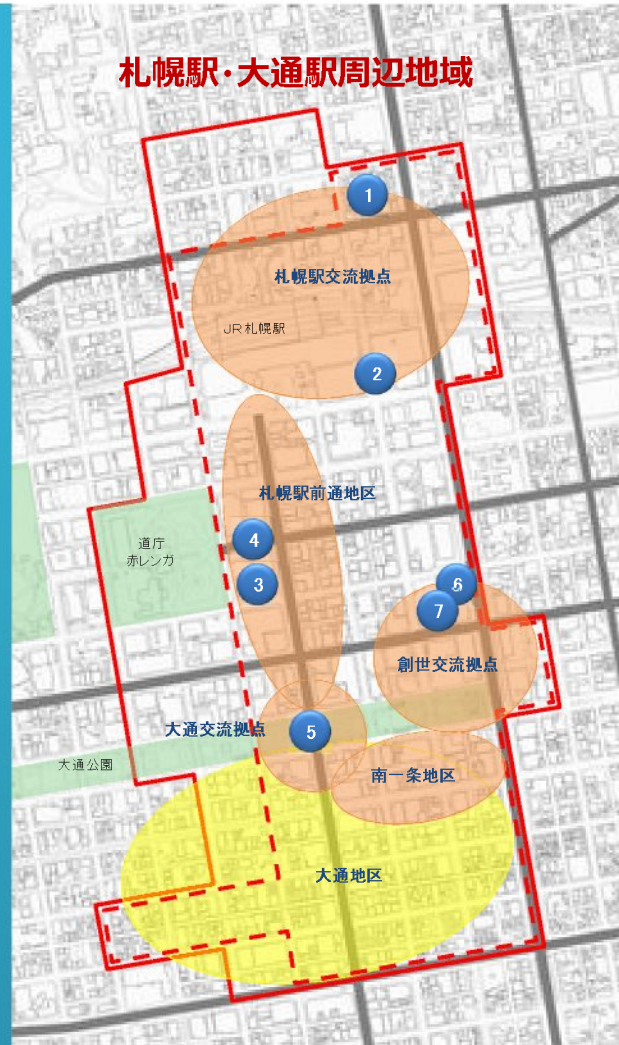 札幌駅・大通駅周辺地域
1
札幌駅交流拠点
JR札幌駅
2
札幌駅前通地区
4
道庁
赤レンガ
3
6
7
創世交流拠点
大通交流拠点
5
大通公園
南一条地区
大通地区